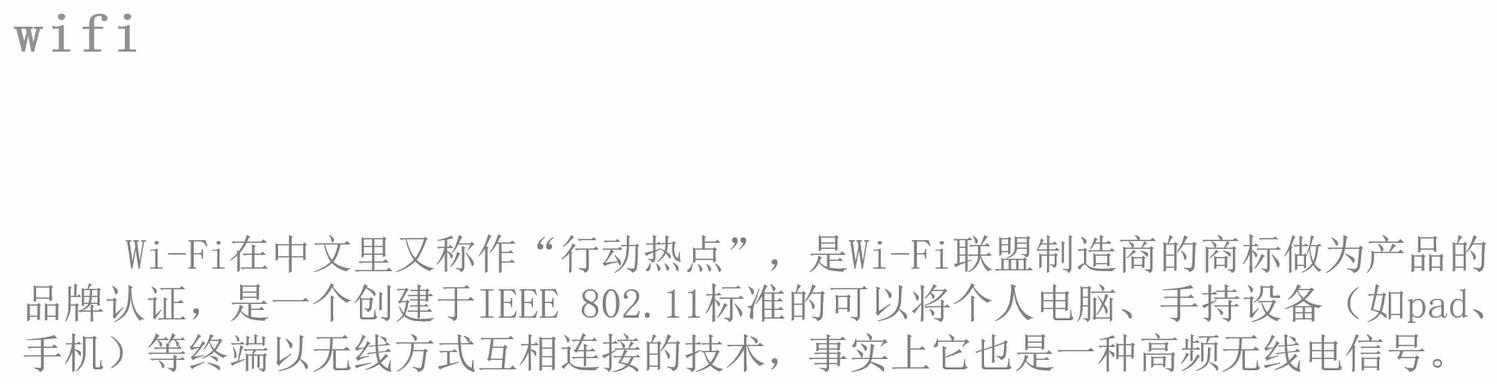 wifi
Wi-Fi在中文里又称作“行动热点”，是Wi-Fi联盟制造商的商标做为产品的
品牌认证，是一个创建于IEEE 802.11标准的可以将个人电脑、手持设备（如pad、
手机）等终端以无线方式互相连接的技术，事实上它也是一种高频无线电信号。